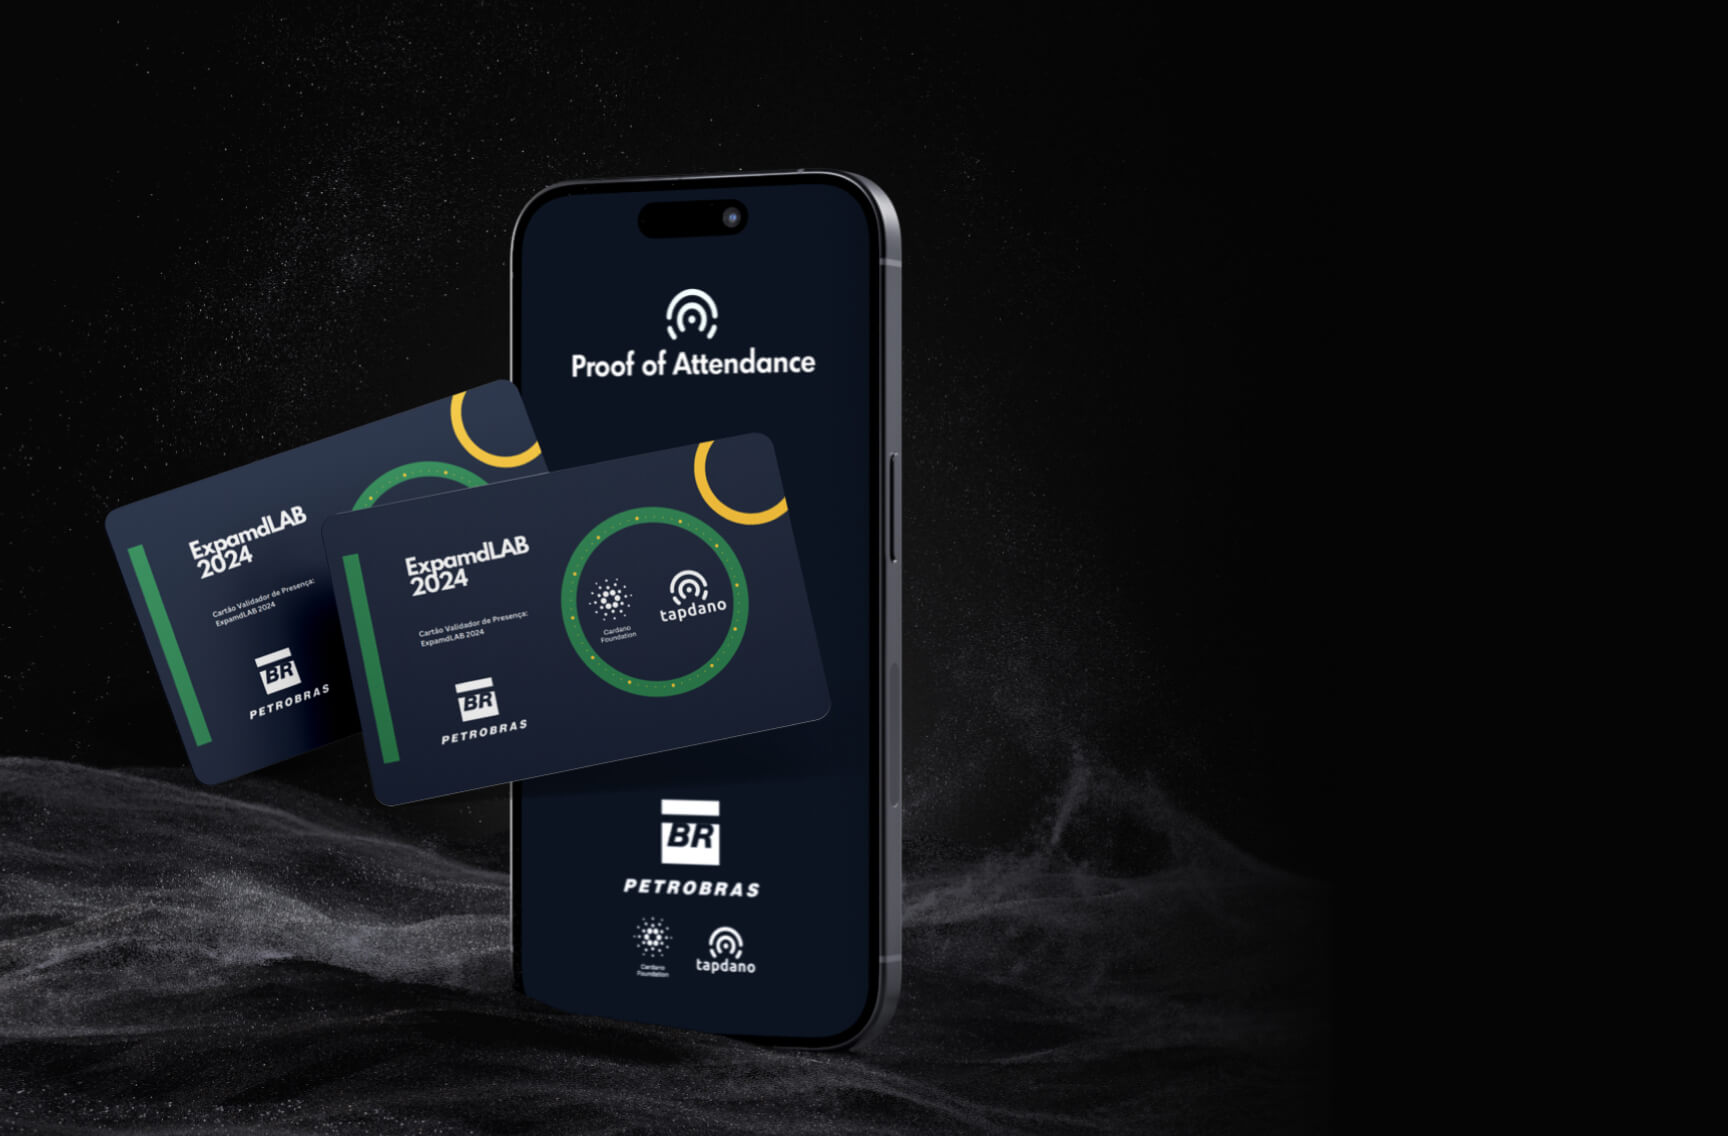 Proof of Attendance
ExpamdLAB
2024
Cartão Validador de Presença:
ExpamdLAB 2024
BR
PETROBRAS
ExpamdLAB
2024
Cartão Validador de Presença:
ExpamdLAB 2024
BR
PETROBRAS
Cardano
Foundation
tapdano
BR
PETROBRAS
Cardano
Foundation
tapdano